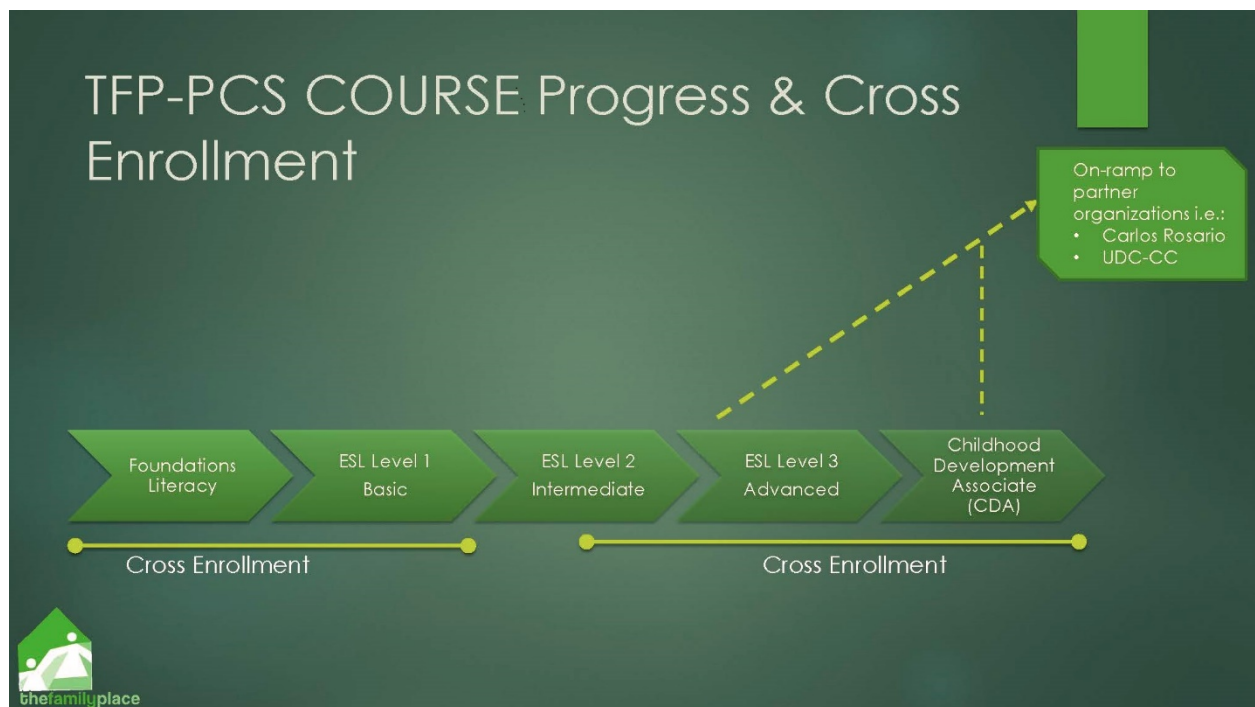 TFP-PCS COURSE Progress & Cross
Enrollment
On-ramp to
partner
organizations i.e.:
• Carlos Rosario
• UDC-CC
Foundations
Literacy
ESL Level 1
Basic
ESL Level 2
Intermediate
ESL Level 3
Advanced
Childhood
Development
Associate
(CDA)
Cross Enrollment
Cross Enrollment
thefamilyplace